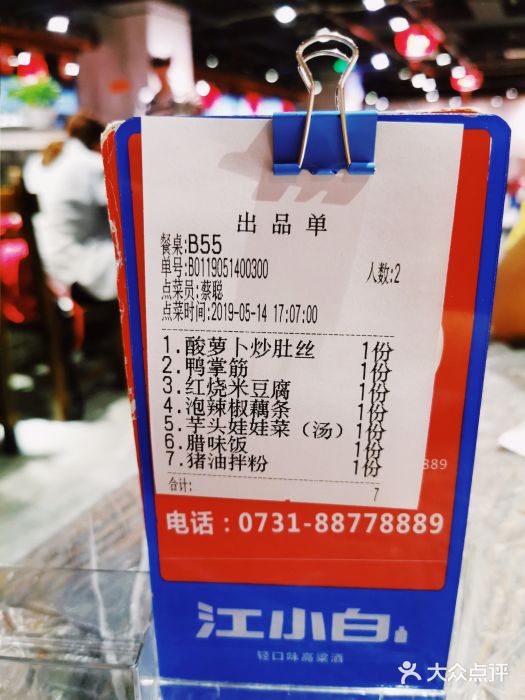 出品单
餐桌:B55
单号:B0119051400300 人数:2
点菜员:蔡聪
点菜时间:2019-05-14 17:07:00
1.酸萝卜炒肚丝 1份
2.鸭掌筋 1份
3.红烧米豆腐 1份
4.泡辣椒藕条 1份
5.芋头娃娃菜（汤） 1份
6.腊味饭 1份
7.猪油拌粉 1份
889
合计: 7
电话：0731-88778889
江小白
轻口味高粱酒
大众点评